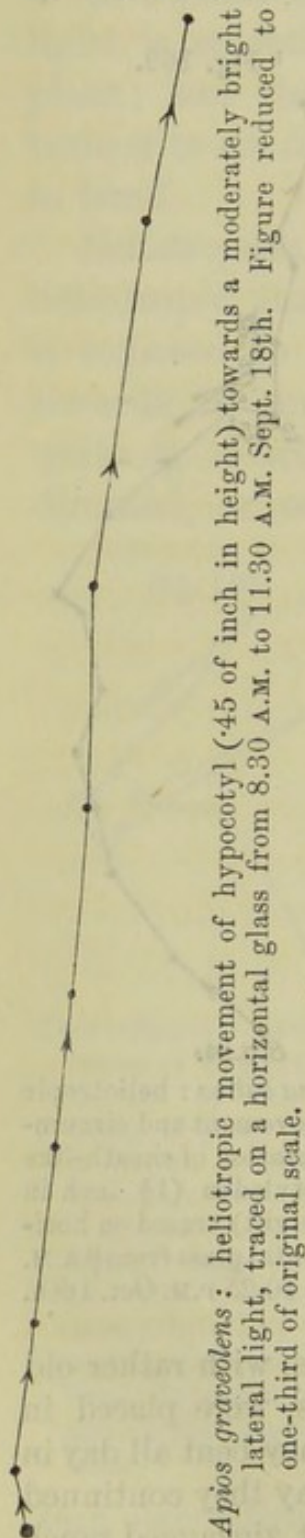 Apios graveolens: heliotropic movement of hypocotyl (·45 of inch in height) towards a moderately bright
lateral light, traced on a horizontal glass from 8.30 A.M. to 11.30 A.M. Sept. 18th. Figure reduced to
one-third of original scale.